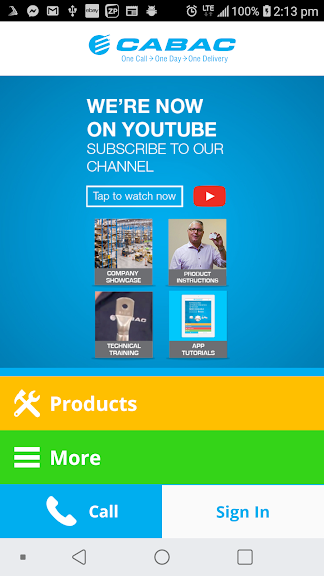 ebay
ZP
LTE
100%
2:13 pm
CABAC
One Call → One Day → One Delivery
WE'RE NOW
ON YOUTUBE
SUBSCRIBE TO OUR
CHANNEL
Tap to watch now
COMPANY
SHOWCASE
PRODUCT
INSTRUCTIONS
CABAC
TECHNICAL
TRAINING
APP
TUTORIALS
Products
More
Call
Sign In